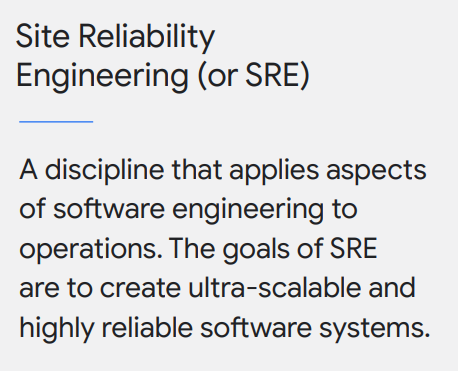 Site Reliability
Engineering (or SRE)
A discipline that applies aspects
of software engineering to
operations. The goals of SRE
are to create ultra-scalable and
highly reliable software systems.